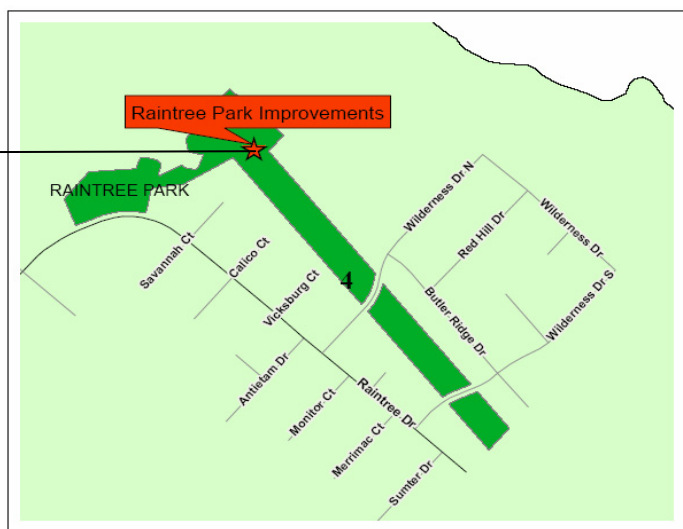 Raintree Park Improvements
RAINTREE PARK
Wilderness Dr N
Red Hill Dr
Wilderness Dr
Savannah Ct
Calico Ct
Vicksburg Ct
4
Butler Ridge Dr
Wilderness Dr S
Antietam Dr
Monitor Ct
Raintree Dr
Merrimac Ct
Sumter Dr